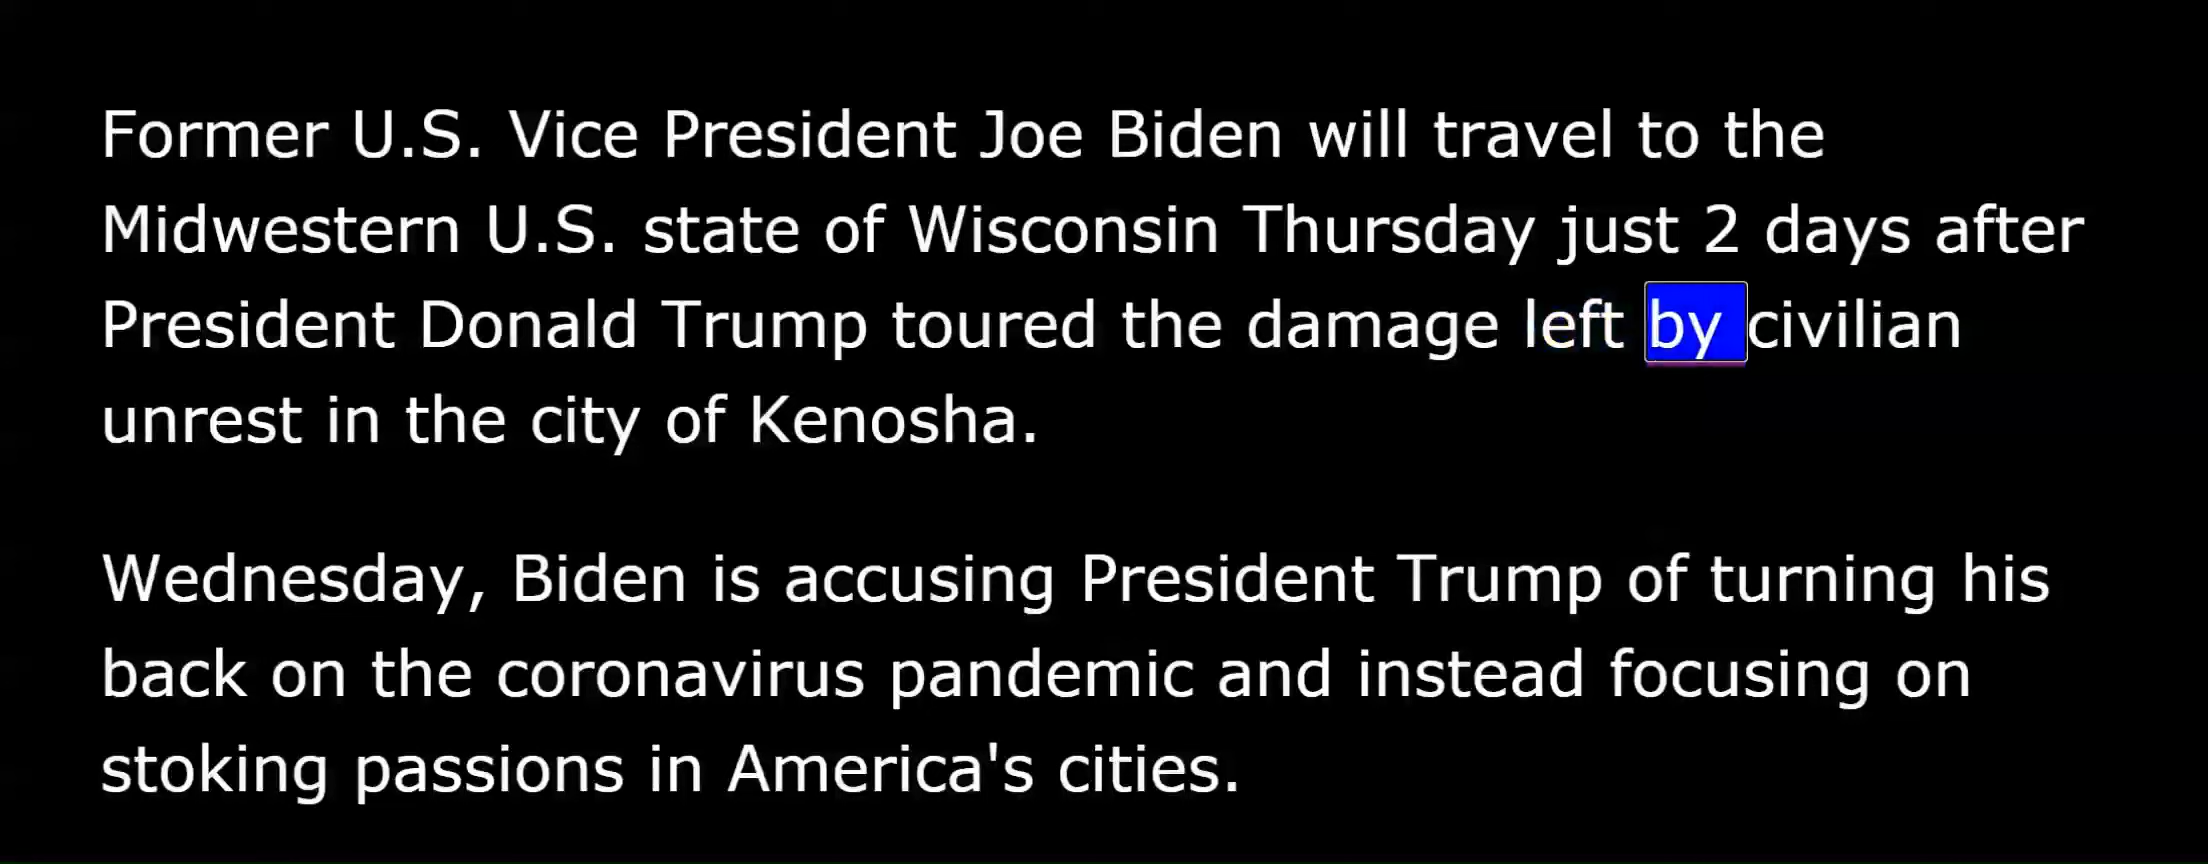 Former U.S. Vice President Joe Biden will travel to the
Midwestern U.S. state of Wisconsin Thursday just 2 days after
President Donald Trump toured the damage left by civilian
unrest in the city of Kenosha.
Wednesday, Biden is accusing President Trump of turning his
back on the coronavirus pandemic and instead focusing on
stoking passions in America's cities.